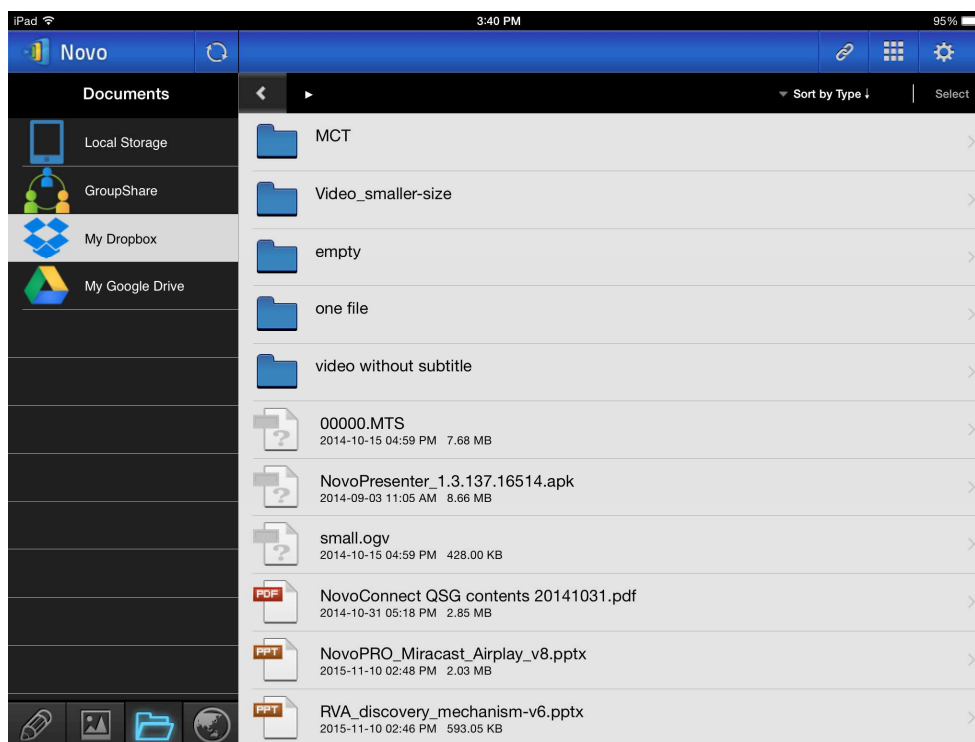 iPad 3:40 PM 95%
Novo
Documents Sort by Type↓ | Select
Local Storage
GroupShare
My Dropbox
My Google Drive
MCT
Video_smaller-size
empty
one file
video without subtitle
00000.MTS
2014-10-15 04:59 PM 7.68 MB
NovoPresenter_1.3.137.16514.apk
2014-09-03 11:05 AM 8.66 MB
small.ogv
2014-10-15 04:59 PM 428.00 KB
PDF NovoConnect QSG contents 20141031.pdf
2014-10-31 05:18 PM 2.85 MB
PPT NovoPRO_Miracast_Airplay_v8.pptx
2015-11-10 02:48 PM 2.03 MB
PPT RVA_discovery_mechanism-v6.pptx
2015-11-10 02:46 PM 593.05 KB